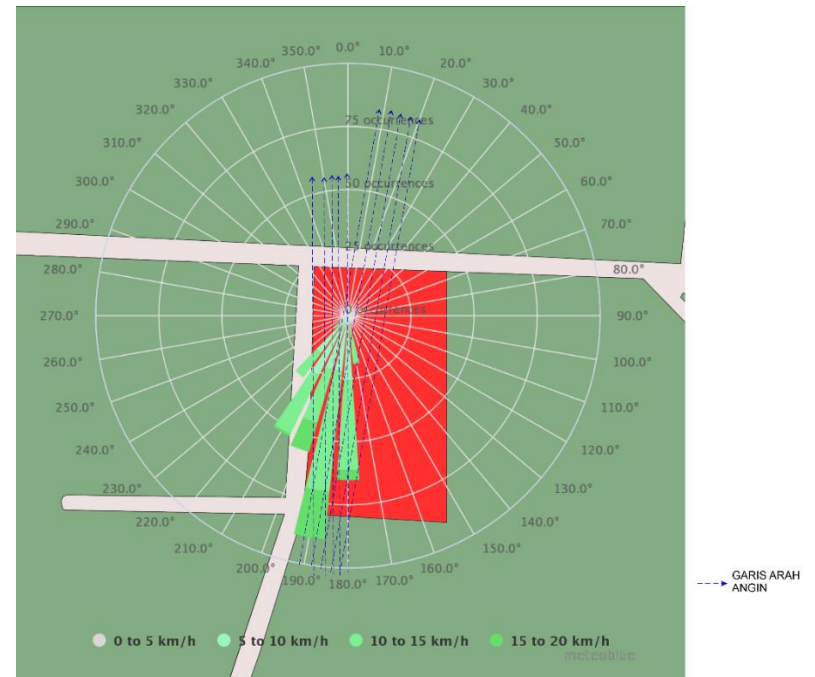 0.0°
350.0° 10.0°
340.0° 20.0°
330.0° 30.0°
320.0° 40.0°
75 occurrences
310.0° 50.0°
300.0° 60.0°
50 occurrences
290.0° 70.0°
25 occurrences
280.0° 80.0°
0 occurrences
270.0° 90.0°
260.0° 100.0°
250.0° 110.0°
240.0° 120.0°
230.0° 130.0°
220.0° 140.0°
210.0° 150.0°
200.0° 160.0°
190.0° 180.0° 170.0°
GARIS ARAH
ANGIN
0 to 5 km/h 5 to 10 km/h 10 to 15 km/h 15 to 20 km/h
meteoblue